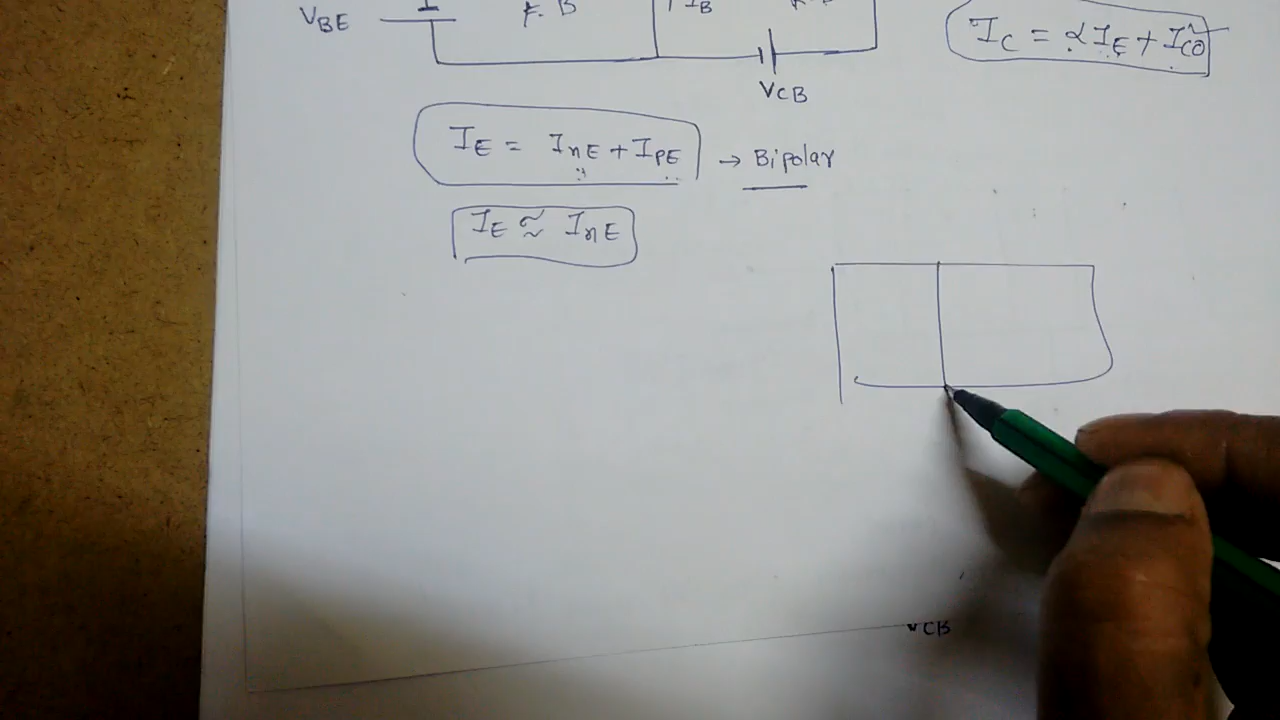 VBE
F.B
IB
IC = αIE + ICO
VCB
IE = InE + IPE → Bipolar
IE ≈ InE
VCB